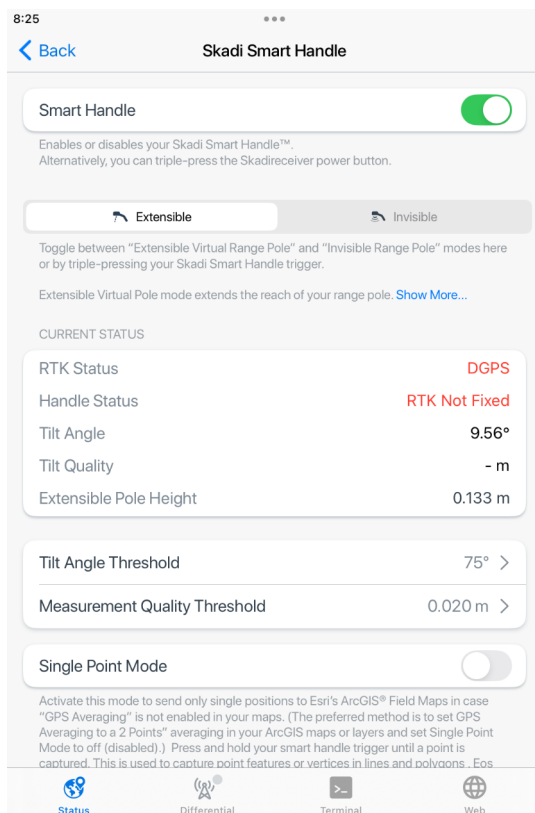 8:25
Back
Skadi Smart Handle
Smart Handle
Enables or disables your Skadi Smart Handle™.
Alternatively, you can triple-press the Skadireceiver power button.
Extensible
Invisible
Toggle between “Extensible Virtual Range Pole” and “Invisible Range Pole” modes here
or by triple-pressing your Skadi Smart Handle trigger.
Extensible Virtual Pole mode extends the reach of your range pole. Show More...
CURRENT STATUS
RTK Status DGPS
Handle Status RTK Not Fixed
Tilt Angle 9.56°
Tilt Quality - m
Extensible Pole Height 0.133 m
Tilt Angle Threshold 75°
Measurement Quality Threshold 0.020 m
Single Point Mode
Activate this mode to send only single positions to Esri's ArcGIS® Field Maps in case
“GPS Averaging” is not enabled in your maps. (The preferred method is to set GPS
Averaging to a 2 Points” averaging in your ArcGIS maps or layers and set Single Point
Mode to off (disabled).) Press and hold your smart handle trigger until a point is
captured. This is used to capture point features or vertices in lines and polygons . Eos
Status
Differential
Terminal
Web